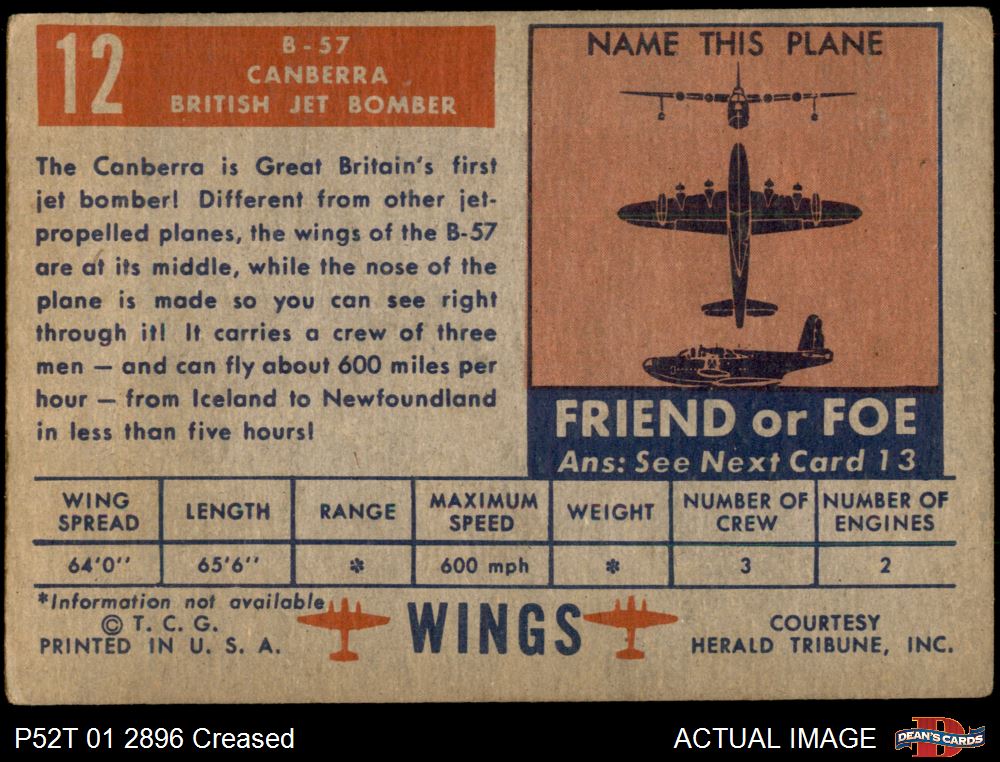 12
B-57
CANBERRA
BRITISH JET BOMBER
The Canberra is Great Britain's first
jet bomber! Different from other jet-
propelled planes, the wings of the B-57
are at its middle, while the nose of the
plane is made so you can see right
through it! It carries a crew of three
men — and can fly about 600 miles per
hour — from Iceland to Newfoundland
in less than five hours!
NAME THIS PLANE
FRIEND or FOE
Ans: See Next Card 13
WING SPREAD LENGTH RANGE MAXIMUM SPEED WEIGHT NUMBER OF CREW NUMBER OF ENGINES
64'0" 65'6" * 600 mph * 3 2
*Information not available
© T. C. G.
PRINTED IN U. S. A.
WINGS
COURTESY
HERALD TRIBUNE, INC.
P52T 01 2896 Creased
ACTUAL IMAGE
DEAN'S CARDS